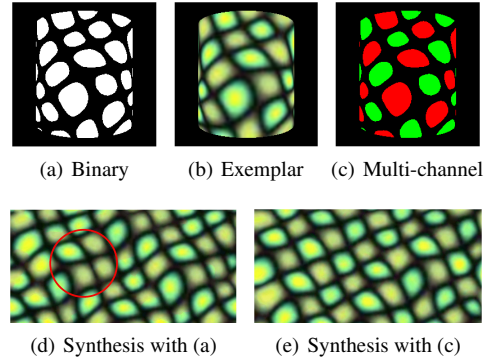 (a) Binary
(b) Exemplar
(c) Multi-channel
(d) Synthesis with (a)
(e) Synthesis with (c)